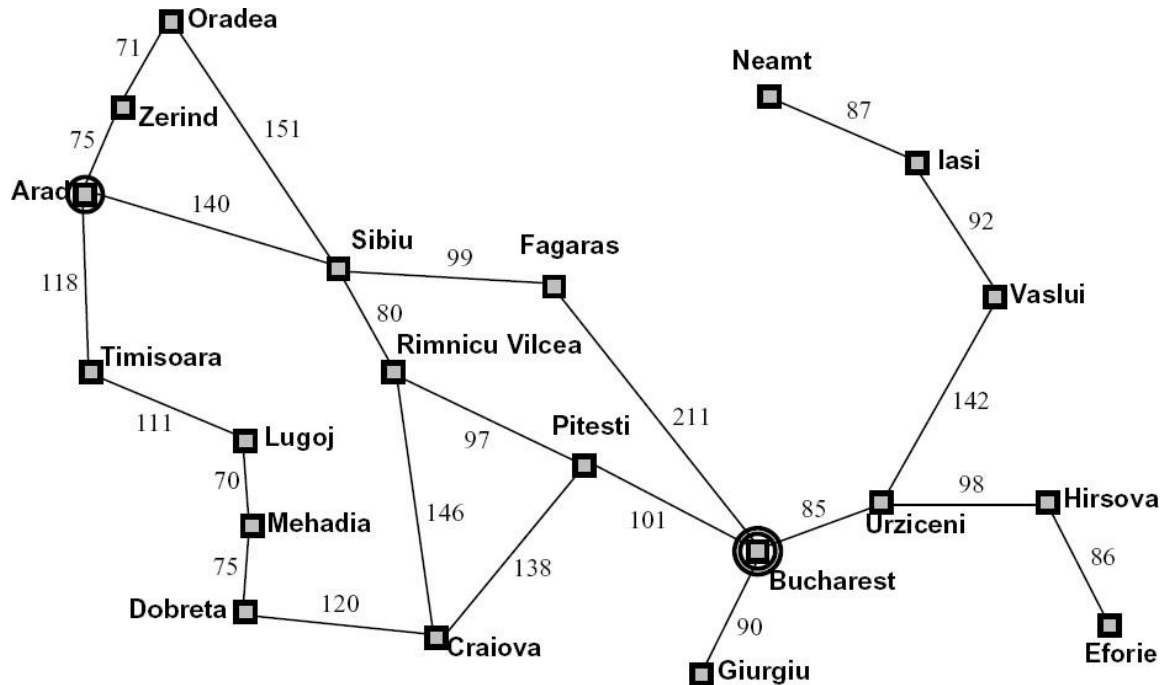 Oradea
71
Neamt
Zerind
87
75
151
Iasi
Arad
140
92
Sibiu
Fagaras
99
118
Vaslui
80
Timisoara
Rimnicu Vilcea
142
111
211
Lugoj
97
Pitesti
70
98
Hirsova
85
Mehadia
146
101
Urziceni
86
75
138
Bucharest
Dobreta
120
90
Craiova
Eforie
Giurgiu